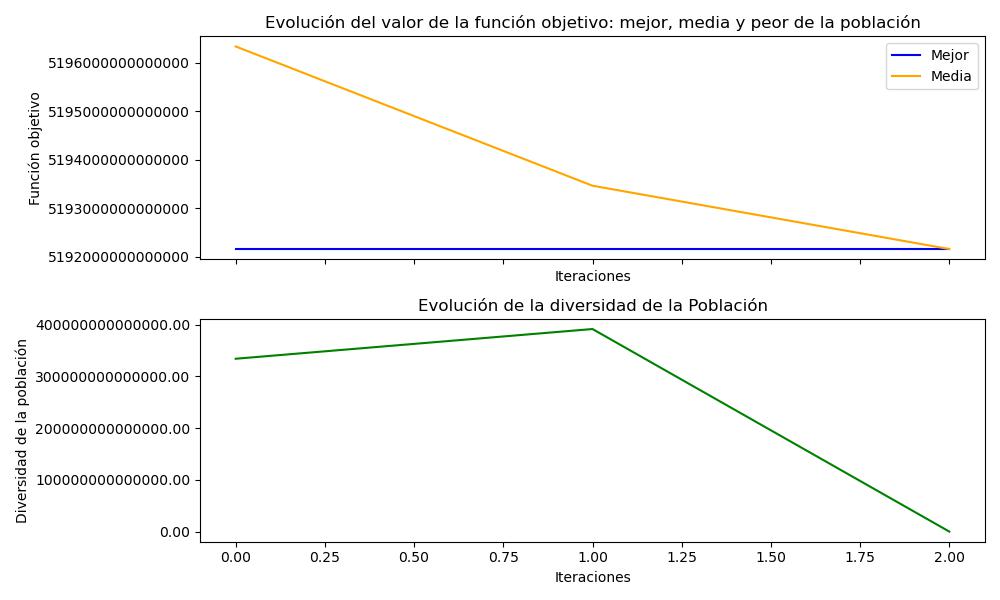 Evolución del valor de la función objetivo: mejor, media y peor de la población
Función objetivo
5196000000000000
5195000000000000
5194000000000000
5193000000000000
5192000000000000
Mejor
Media
Iteraciones
Evolución de la diversidad de la Población
Diversidad de la población
400000000000000.00
300000000000000.00
200000000000000.00
100000000000000.00
0.00
0.00 0.25 0.50 0.75 1.00 1.25 1.50 1.75 2.00
Iteraciones